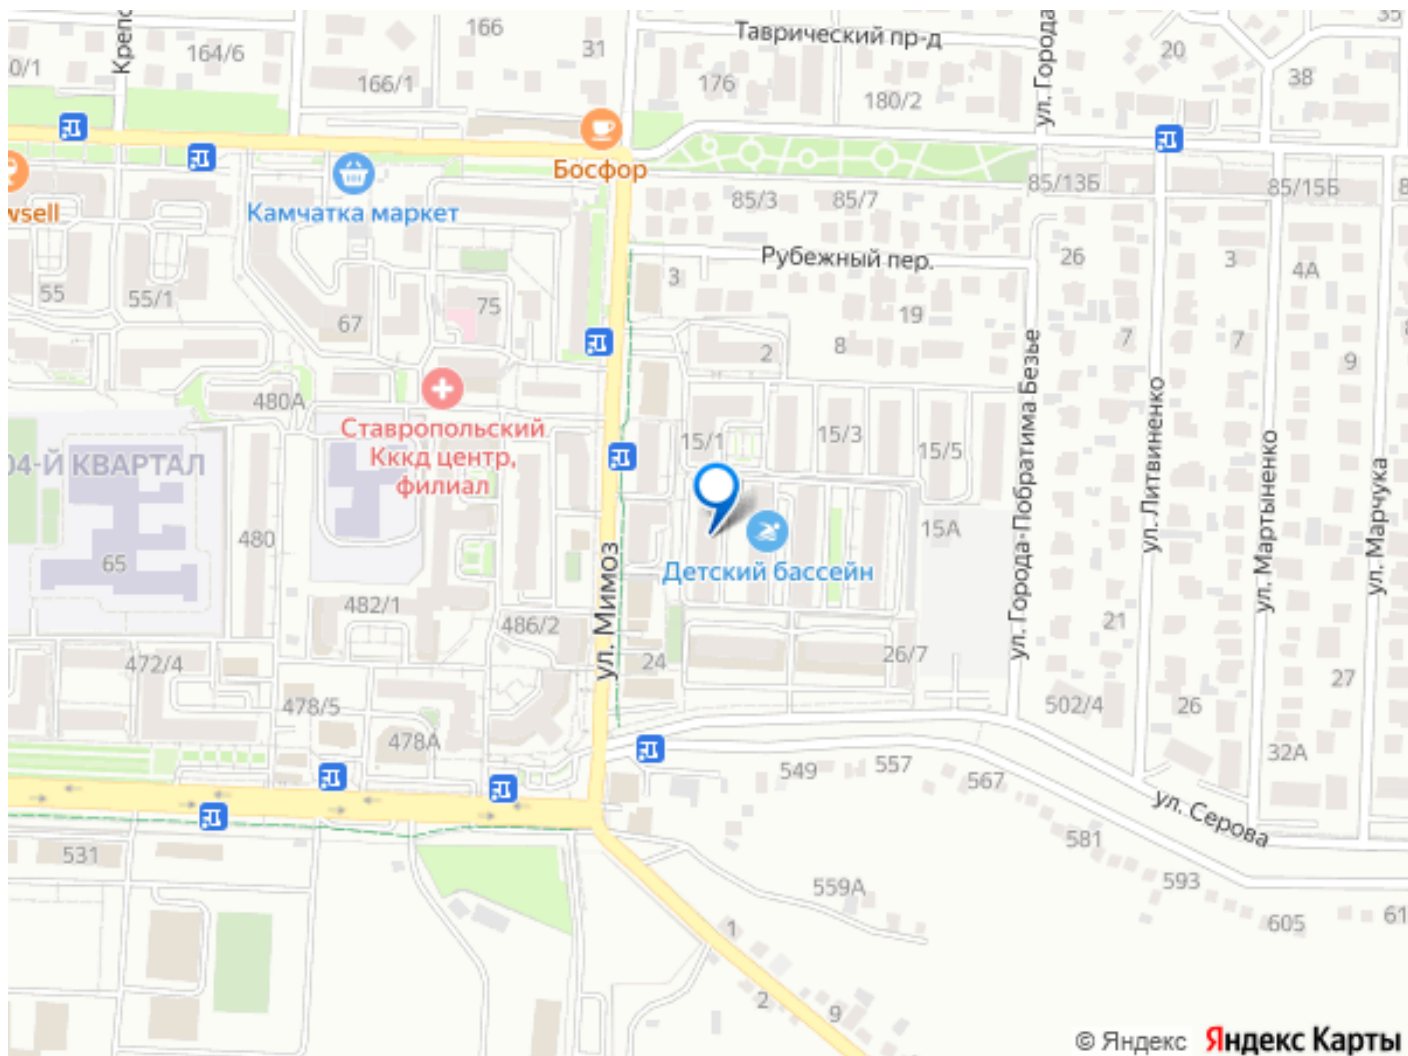 166
31
164/6
0/1
Крепо
166/1
Таврический пр-д
176
180/2
ул. Города
20
38
35
Босфор
Камчатка маркет
wsell
85/3
85/7
85/13Б
85/15Б
8
Рубежный пер.
3
26
3
4А
55
55/1
67
75
19
2
8
7
7
9
480А
Ставропольский
Кккд центр,
филиал
04-Й КВАРТАЛ
65
480
482/1
486/2
472/4
478/5
478А
ул. Мимоз
15/1
15/3
15/5
15А
Детский бассейн
24
26/7
ул. Города-Побратима Безье
ул. Литвиненко
ул. Мартыненко
ул. Марчука
21
27
26
502/4
32А
549
557
567
ул. Серова
581
593
605
61
531
559А
1
2
9
© Яндекс Яндекс Карты